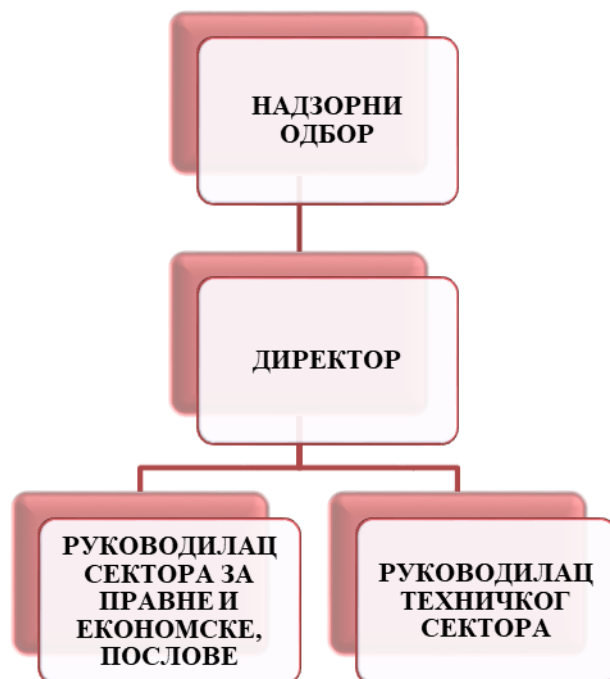 НАДЗОРНИ
ОДБОР
ДИРЕКТОР
РУКОВОДИЛАЦ
СЕКТОРА ЗА
ПРАВНЕ И
ЕКОНОМСКЕ,
ПОСЛОВЕ
РУКОВОДИЛАЦ
ТЕХНИЧКОГ
СЕКТОРА